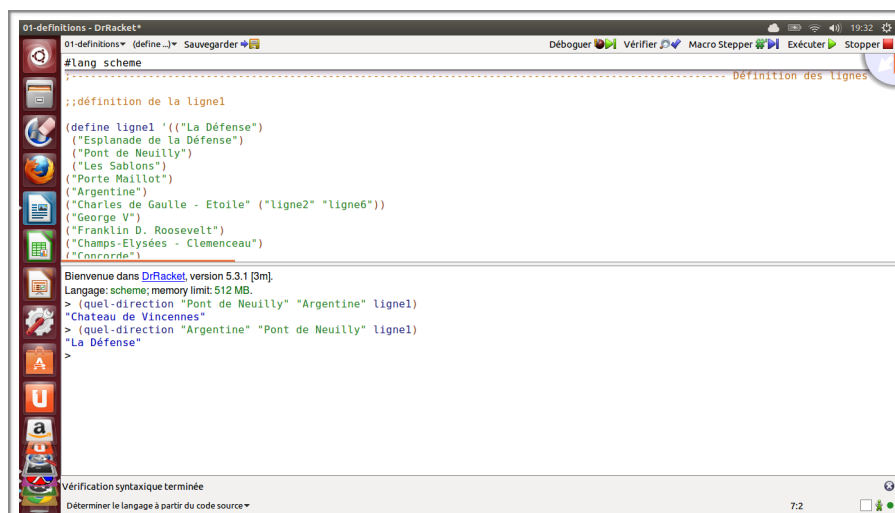 01-definitions - DrRacket*
19:32
01-definitions▾ (define ...)▾ Sauvegarder
Déboguer Vérifier Macro Stepper Exécuter Stopper
#lang scheme
Définition des lignes
;;définition de la ligne1
(define ligne1 '(("La Défense")
("Esplanade de la Défense")
("Pont de Neuilly")
("Les Sablons")
("Porte Maillot")
("Argentine")
("Charles de Gaulle - Etoile" ("ligne2" "ligne6"))
("George V")
("Franklin D. Roosevelt")
("Champs-Elysées - Clemenceau")
("Concorde")
Bienvenue dans DrRacket, version 5.3.1 [3m].
Langage: scheme; memory limit: 512 MB.
> (quel-direction "Pont de Neuilly" "Argentine" ligne1)
"Chateau de Vincennes"
> (quel-direction "Argentine" "Pont de Neuilly" ligne1)
"La Défense"
>
Vérification syntaxique terminée
Déterminer le langage à partir du code source▾
7:2